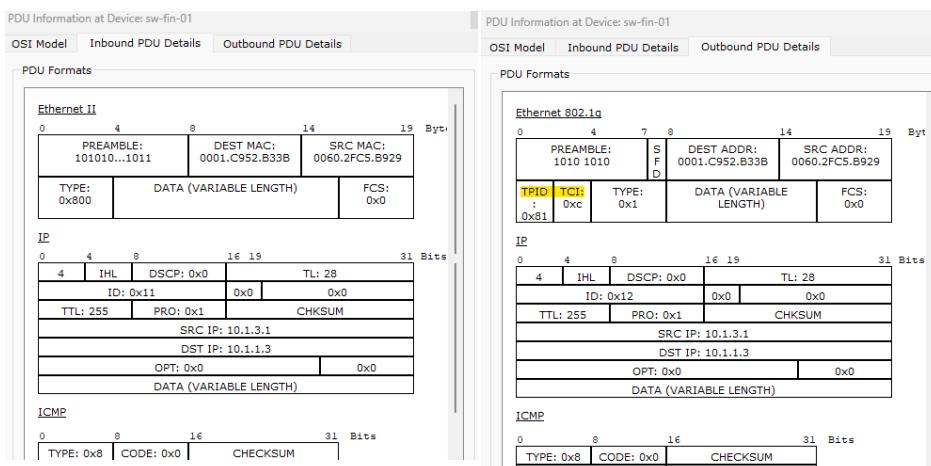 PDU Information at Device: sw-fin-01
OSI Model Inbound PDU Details Outbound PDU Details
PDU Formats
Ethernet II
0 4 8 14 19 Byt
PREAMBLE: DEST MAC: SRC MAC:
101010...1011 0001.C952.B33B 0060.2FC5.B929
TYPE: DATA (VARIABLE LENGTH) FCS:
0x800 0x0
IP
0 4 8 16 19 31 Bits
4 IHL DSCP: 0x0 TL: 28
ID: 0x11 0x0 0x0
TTL: 255 PRO: 0x1 CHKSUM
SRC IP: 10.1.3.1
DST IP: 10.1.1.3
OPT: 0x0 0x0
DATA (VARIABLE LENGTH)
ICMP
0 8 16 31 Bits
TYPE: 0x8 CODE: 0x0 CHECKSUM
PDU Information at Device: sw-fin-01
OSI Model Inbound PDU Details Outbound PDU Details
PDU Formats
Ethernet 802.1q
0 4 7 8 14 19 Byt
PREAMBLE: S DEST ADDR: SRC ADDR:
1010 1010 F 0001.C952.B33B 0060.2FC5.B929
D
TPID TCI: TYPE: DATA (VARIABLE FCS:
: 0xc 0x1 LENGTH) 0x0
0x81
IP
0 4 8 16 19 31 Bits
4 IHL DSCP: 0x0 TL: 28
ID: 0x12 0x0 0x0
TTL: 255 PRO: 0x1 CHKSUM
SRC IP: 10.1.3.1
DST IP: 10.1.1.3
OPT: 0x0 0x0
DATA (VARIABLE LENGTH)
ICMP
0 8 16 31 Bits
TYPE: 0x8 CODE: 0x0 CHECKSUM